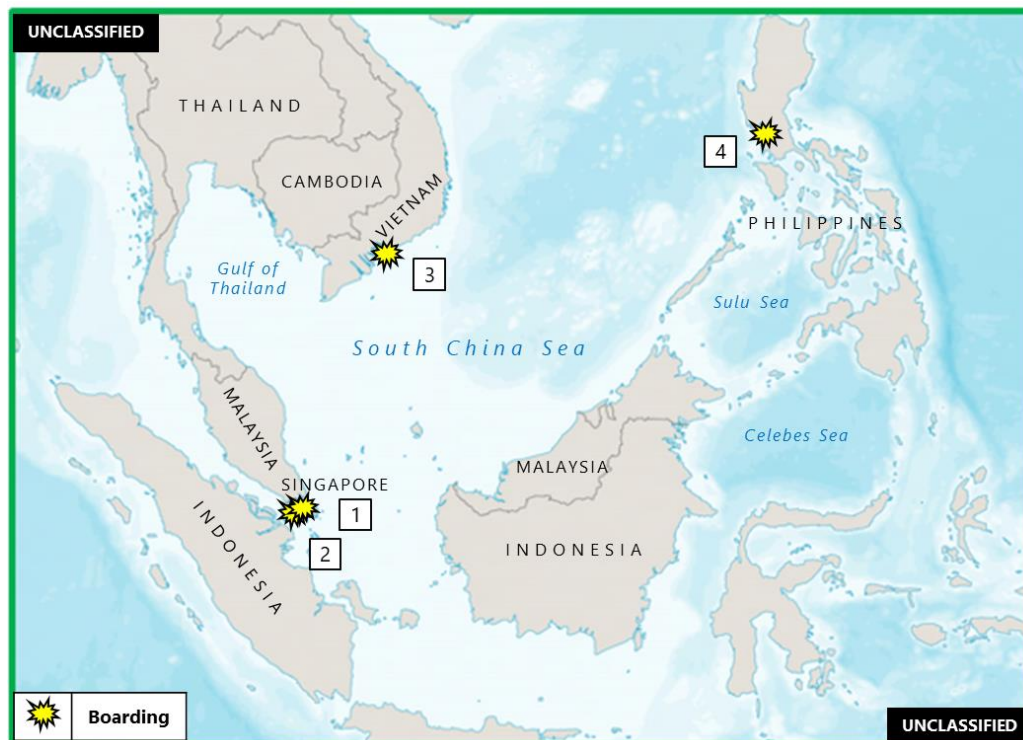 UNCLASSIFIED
THAILAND
CAMBODIA
VIETNAM
4
PHILIPPINES
Gulf of
Thailand
3
Sulu Sea
South China Sea
MALAYSIA
Celebes Sea
MALAYSIA
SINGAPORE
1
2
INDONESIA
INDONESIA
Boarding
UNCLASSIFIED